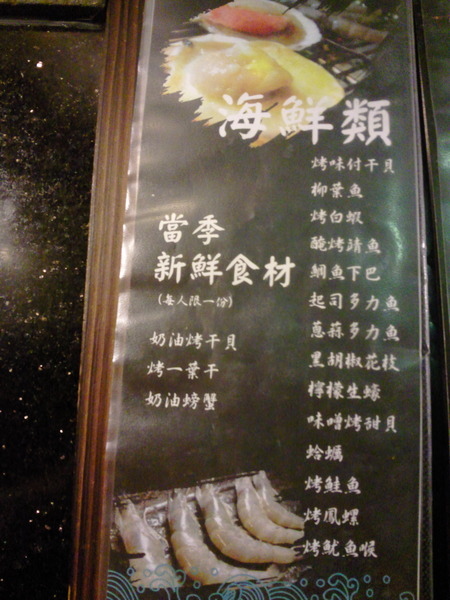 海鮮類
烤味付干貝
柳葉魚
烤白蝦
醃烤請魚
鯛魚下巴
起司多力魚
蔥蒜多力魚
黑胡椒花枝
檸檬生蠔
味噌烤甜貝
蛤蠣
烤鮭魚
烤鳳螺
烤魷魚喉
當季
新鮮食材
(每人限一份)
奶油烤干貝
烤一葉干
奶油螃蟹